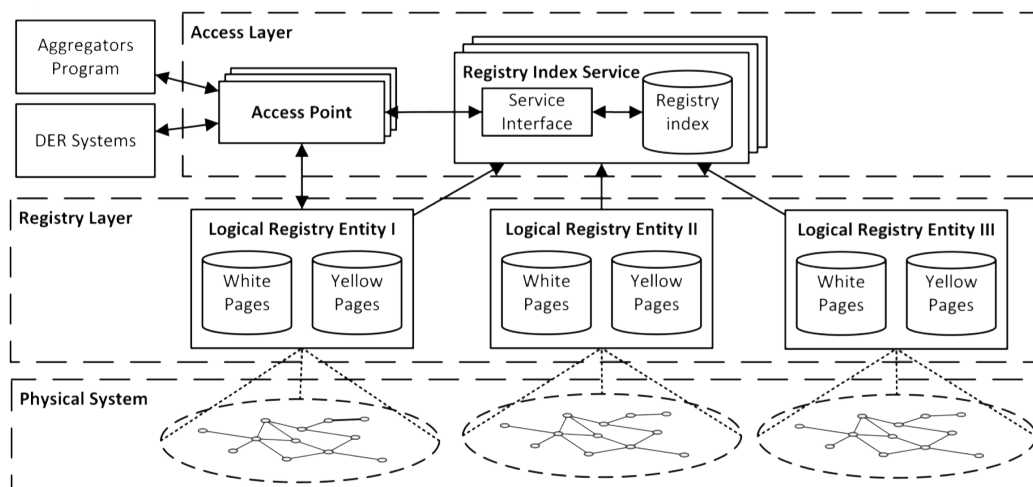 Aggregators
Program
DER Systems
Access Layer
Access Point
Registry Index Service
Service
Interface
Registry
index
Registry Layer
Logical Registry Entity I
White
Pages
Yellow
Pages
Logical Registry Entity II
White
Pages
Yellow
Pages
Logical Registry Entity III
White
Pages
Yellow
Pages
Physical System